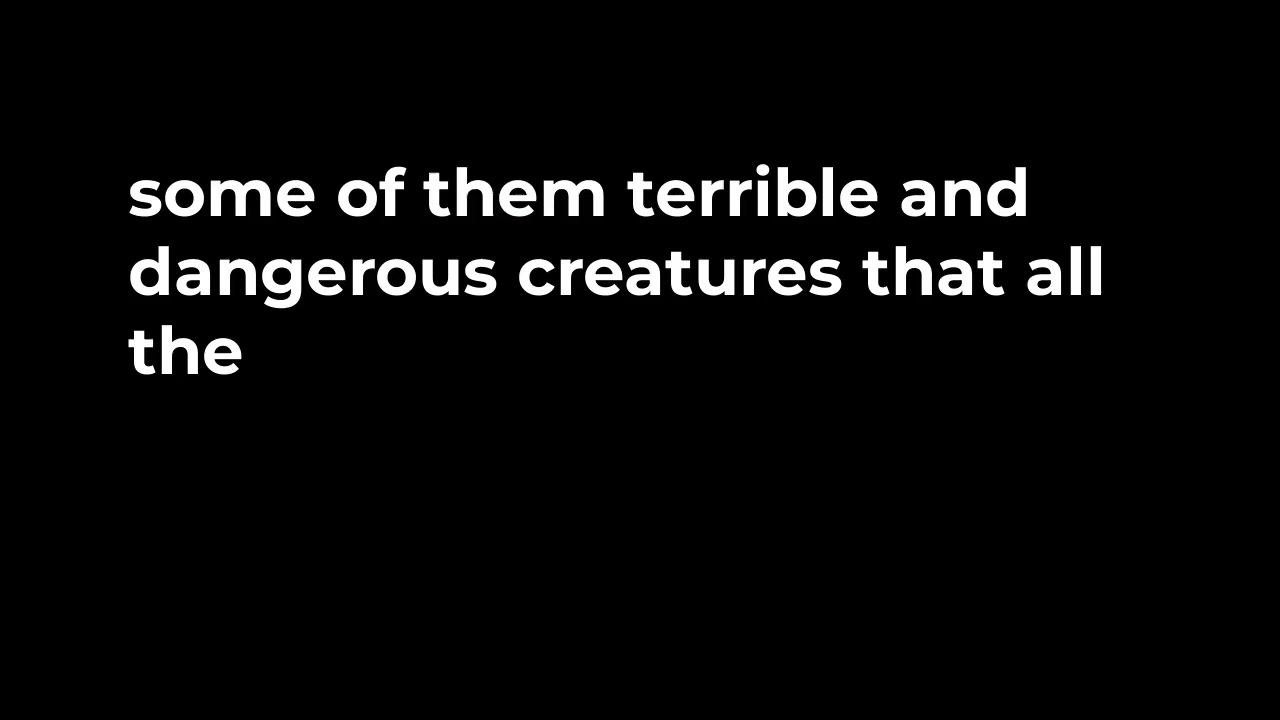 some of them terrible and
dangerous creatures that all
the